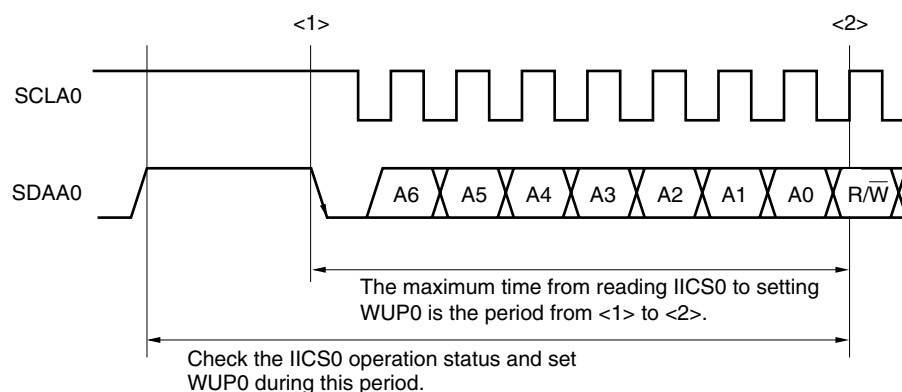 <1> <2>
SCLA0
SDAA0 A6 A5 A4 A3 A2 A1 A0 R/W̅
The maximum time from reading IICS0 to setting
WUP0 is the period from <1> to <2>.
Check the IICS0 operation status and set
WUP0 during this period.